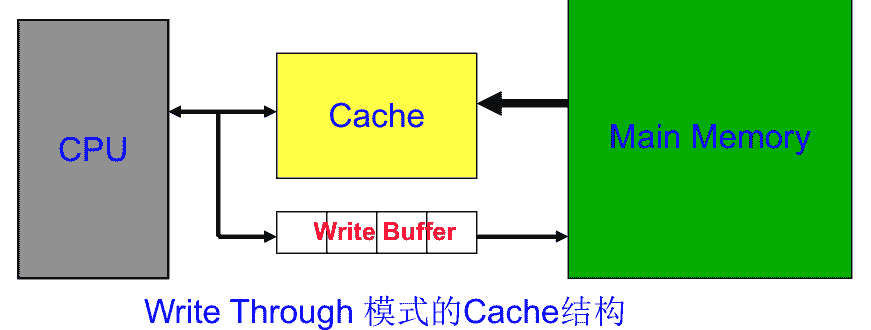 CPU
Cache
Main Memory
Write Buffer
Write Through 模式的Cache结构